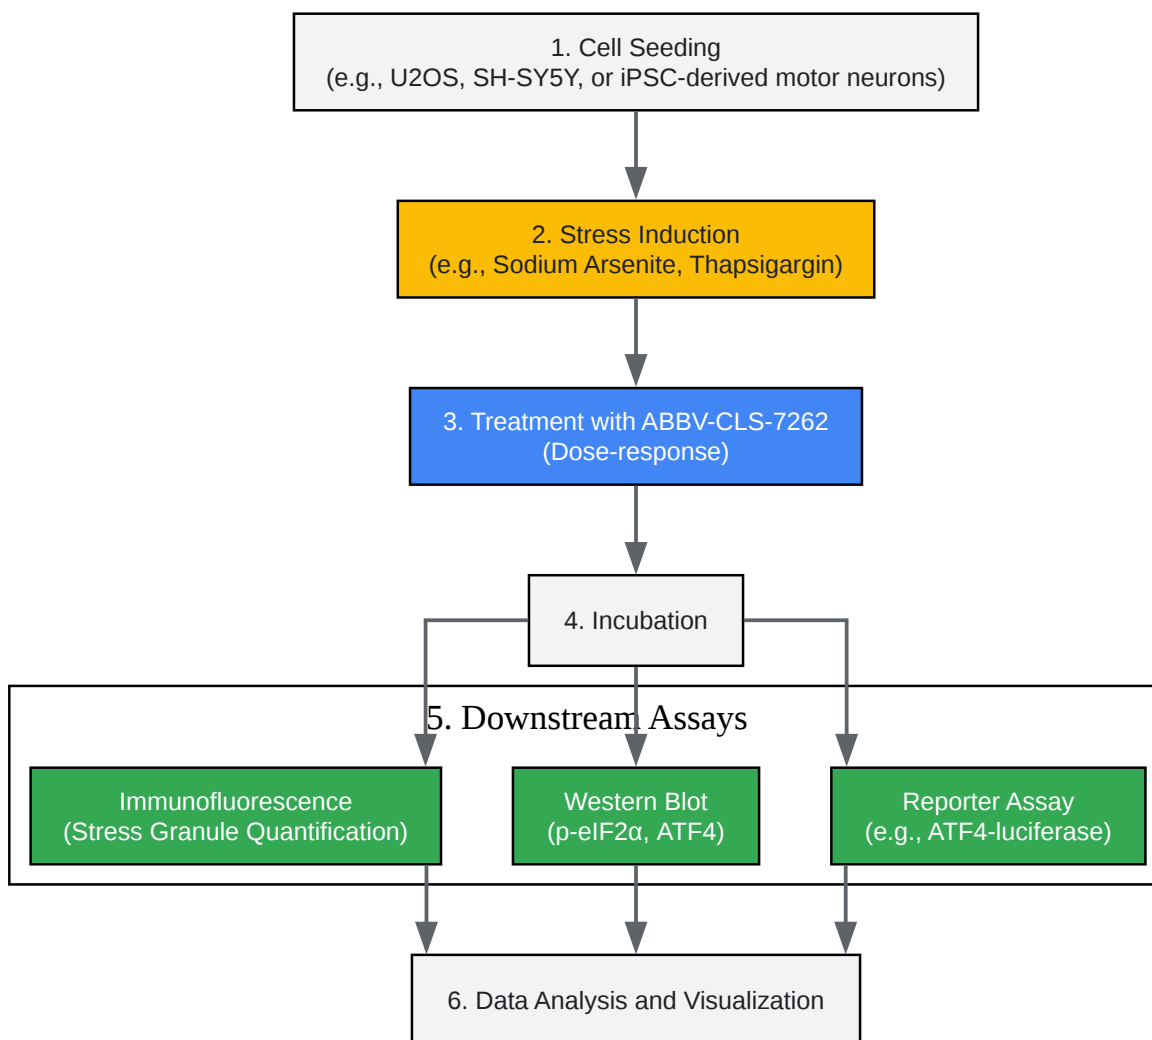 1. Cell Seeding
(e.g., U2OS, SH-SY5Y, or iPSC-derived motor neurons)
2. Stress Induction
(e.g., Sodium Arsenite, Thapsigargin)
3. Treatment with ABBV-CLS-7262
(Dose-response)
4. Incubation
5. Downstream Assays
Immunofluorescence
(Stress Granule Quantification)
Western Blot
(p-eIF2α, ATF4)
Reporter Assay
(e.g., ATF4-luciferase)
6. Data Analysis and Visualization